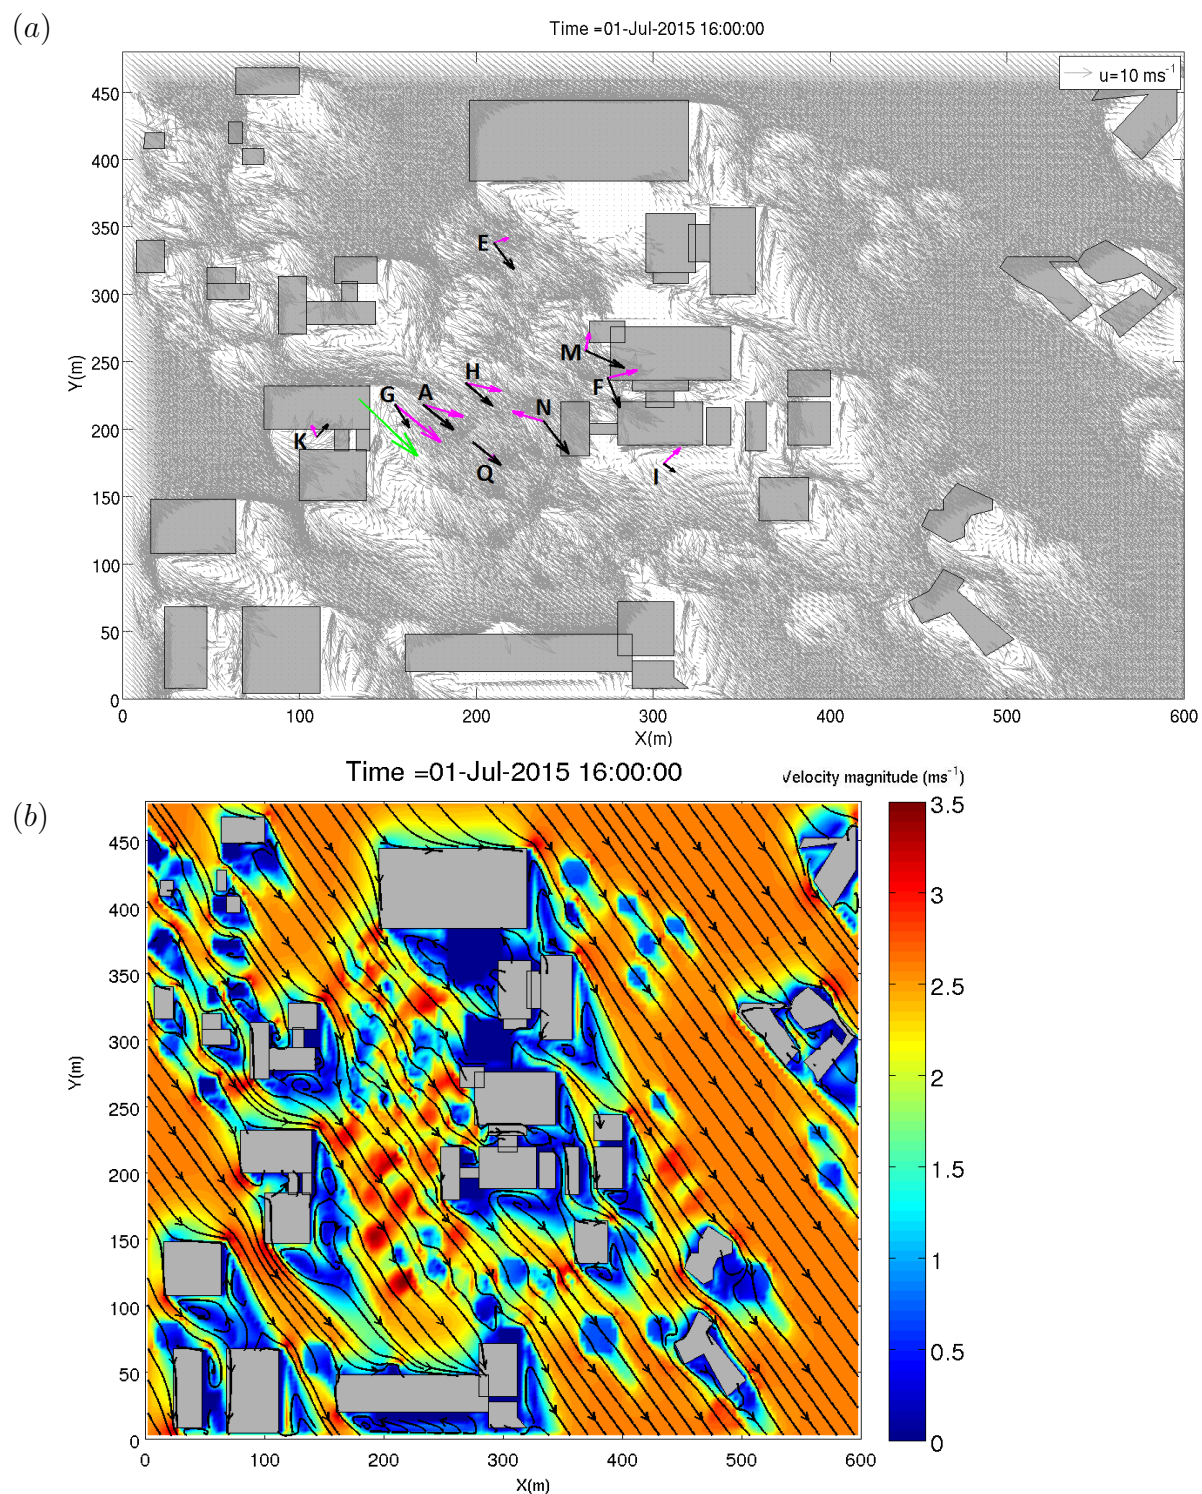 (a)
Time =01-Jul-2015 16:00:00
u=10 ms⁻¹
450
400
350
300
250
200
150
100
50
0
Y(m)
E
M
H
F
G
A
N
K
Q
I
0
100
200
300
400
500
600
X(m)
Time =01-Jul-2015 16:00:00
Velocity magnitude (ms⁻¹)
(b)
450
400
350
300
250
200
150
100
50
0
Y(m)
0
100
200
300
400
500
600
X(m)
3.5
3
2.5
2
1.5
1
0.5
0